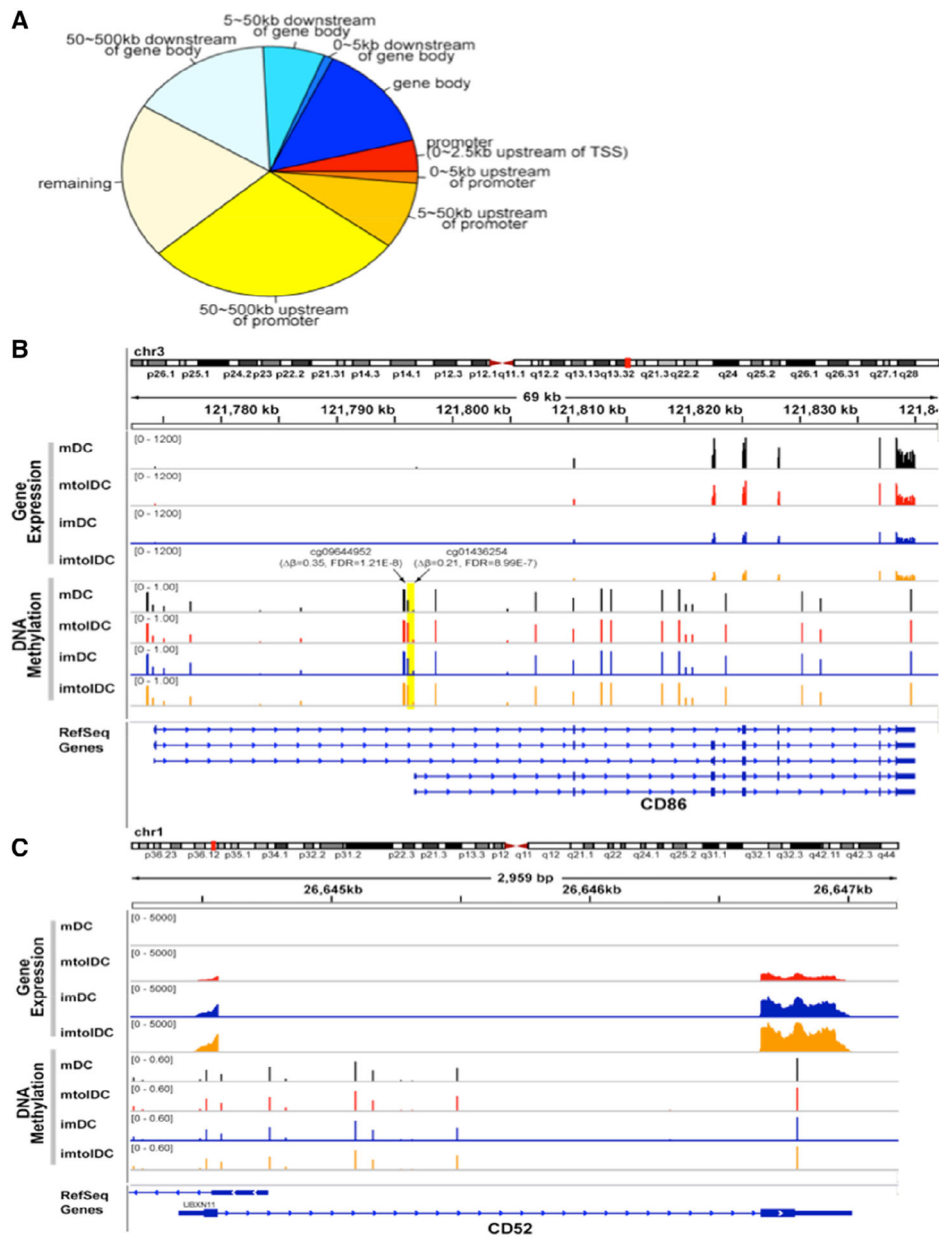 A
5~50kb downstream
of gene body
50~500kb downstream
of gene body
0~5kb downstream
of gene body
gene body
promoter
(0~2.5kb upstream of TSS)
0~5kb upstream
of promoter
remaining
5~50kb upstream
of promoter
50~500kb upstream
of promoter
B
chr3
p26.1 p25.1 p24.2 p23 p22.2 p21.31 p14.3 p14.1 p12.3 p12.1 q11.1 q12.2 q13.13 q13.32 q21.3 q22.2 q24 q25.2 q26.1 q26.31 q27.1 q28
69 kb
121,780 kb 121,790 kb 121,800 kb 121,810 kb 121,820 kb 121,830 kb 121,84
Gene Expression
mDC [0 - 1200]
mtolDC [0 - 1200]
imDC [0 - 1200]
imtolDC [0 - 1200]
cg09644952 cg01436254
(Δβ=0.35, FDR=1.21E-8) (Δβ=0.21, FDR=8.99E-7)
DNA Methylation
mDC [0 - 1.00]
mtolDC [0 - 1.00]
imDC [0 - 1.00]
imtolDC [0 - 1.00]
RefSeq
Genes
CD86
C
chr1
p36.23 p36.12 p35.1 p34.1 p32.2 p31.2 p22.3 p21.3 p13.3 p12 q11 q12 q21.1 q22 q24.1 q25.2 q31.1 q32.1 q32.3 q42.11 q42.3 q44
2,959 bp
26,645kb 26,646kb 26,647kb
Gene Expression
mDC [0 - 5000]
mtolDC [0 - 5000]
imDC [0 - 5000]
imtolDC [0 - 5000]
DNA Methylation
mDC [0 - 0.60]
mtolDC [0 - 0.60]
imDC [0 - 0.60]
imtolDC [0 - 0.60]
RefSeq
Genes
UBXN11
CD52